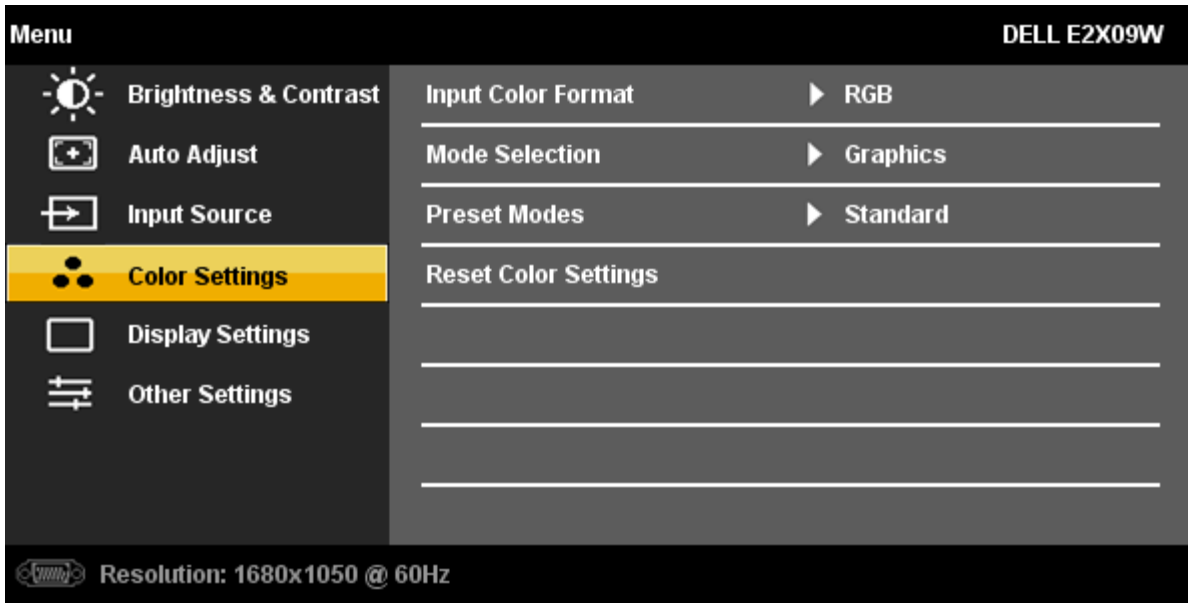 Menu DELL E2X09W
Brightness & Contrast Input Color Format RGB
Auto Adjust Mode Selection Graphics
Input Source Preset Modes Standard
Color Settings Reset Color Settings
Display Settings
Other Settings
Resolution: 1680x1050 @ 60Hz